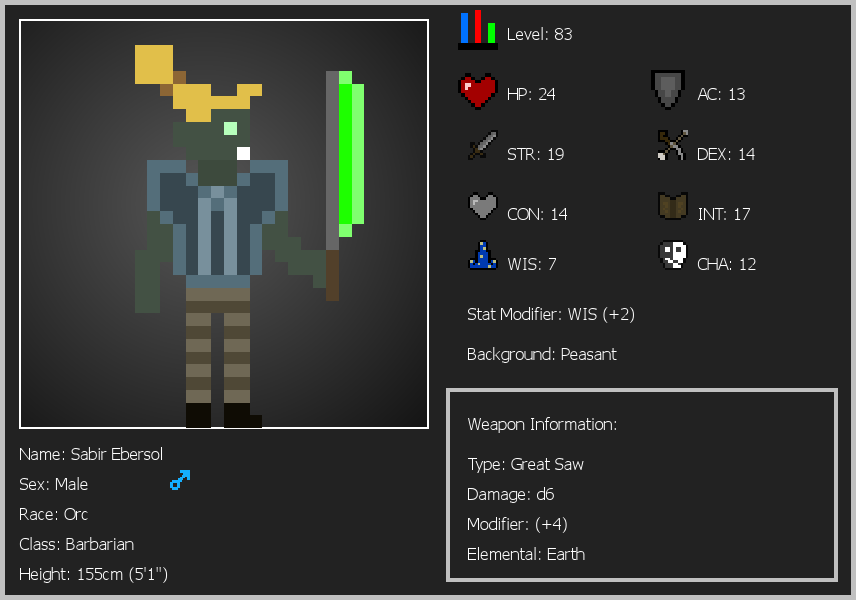 Level: 83
HP: 24
AC: 13
STR: 19
DEX: 14
CON: 14
INT: 17
WIS: 7
CHA: 12
Stat Modifier: WIS (+2)
Background: Peasant
Weapon Information:
Type: Great Saw
Damage: d6
Modifier: (+4)
Elemental: Earth
Name: Sabir Ebersol
Sex: Male
Race: Orc
Class: Barbarian
Height: 155cm (5'1")